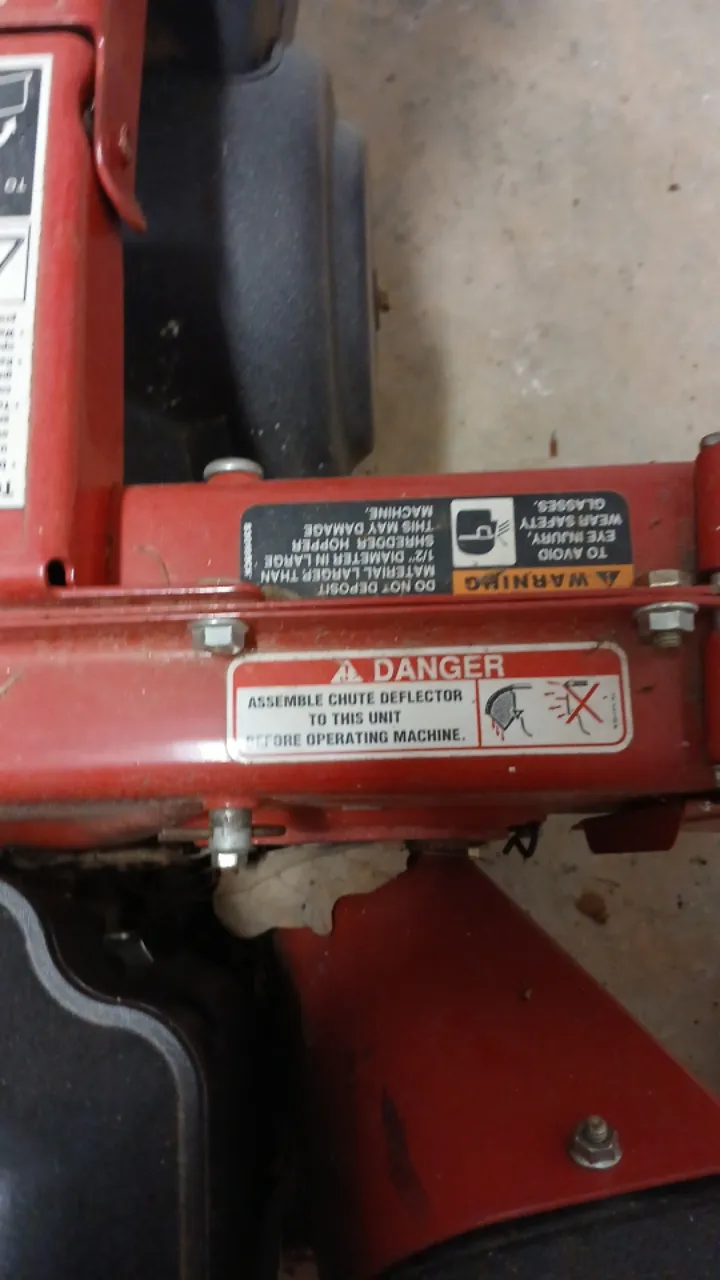 DANGER
ASSEMBLE CHUTE DEFLECTOR
TO THIS UNIT
BEFORE OPERATING MACHINE.
WARNING
TO AVOID
EYE INJURY,
WEAR SAFETY
GLASSES.
DO NOT DEPOSIT
MATERIAL LARGER THAN
1/2" DIAMETER IN LARGE
SHREDDER HOPPER
THIS MAY DAMAGE
MACHINE.
TO